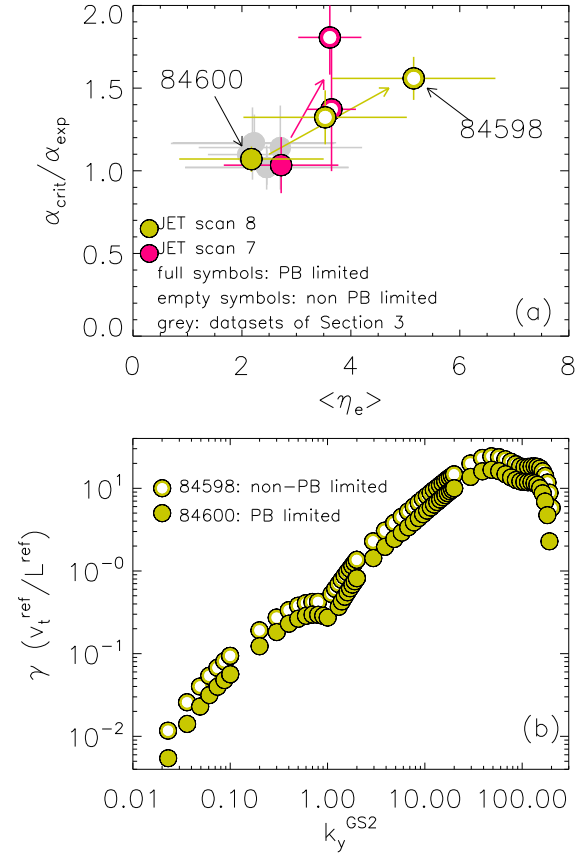 2.0
1.5
1.0
0.5
0.0
α_crit/α_exp
84600
84598
JET scan 8
JET scan 7
full symbols: PB limited
empty symbols: non PB limited
grey: datasets of Section 3
(a)
0 2 4 6 8
<η_e>
10^1
10^−0
10^−1
10^−2
γ (v_t^ref/L^ref)
84598: non−PB limited
84600: PB limited
(b)
0.01 0.10 1.00 10.00 100.00
k_y^GS2